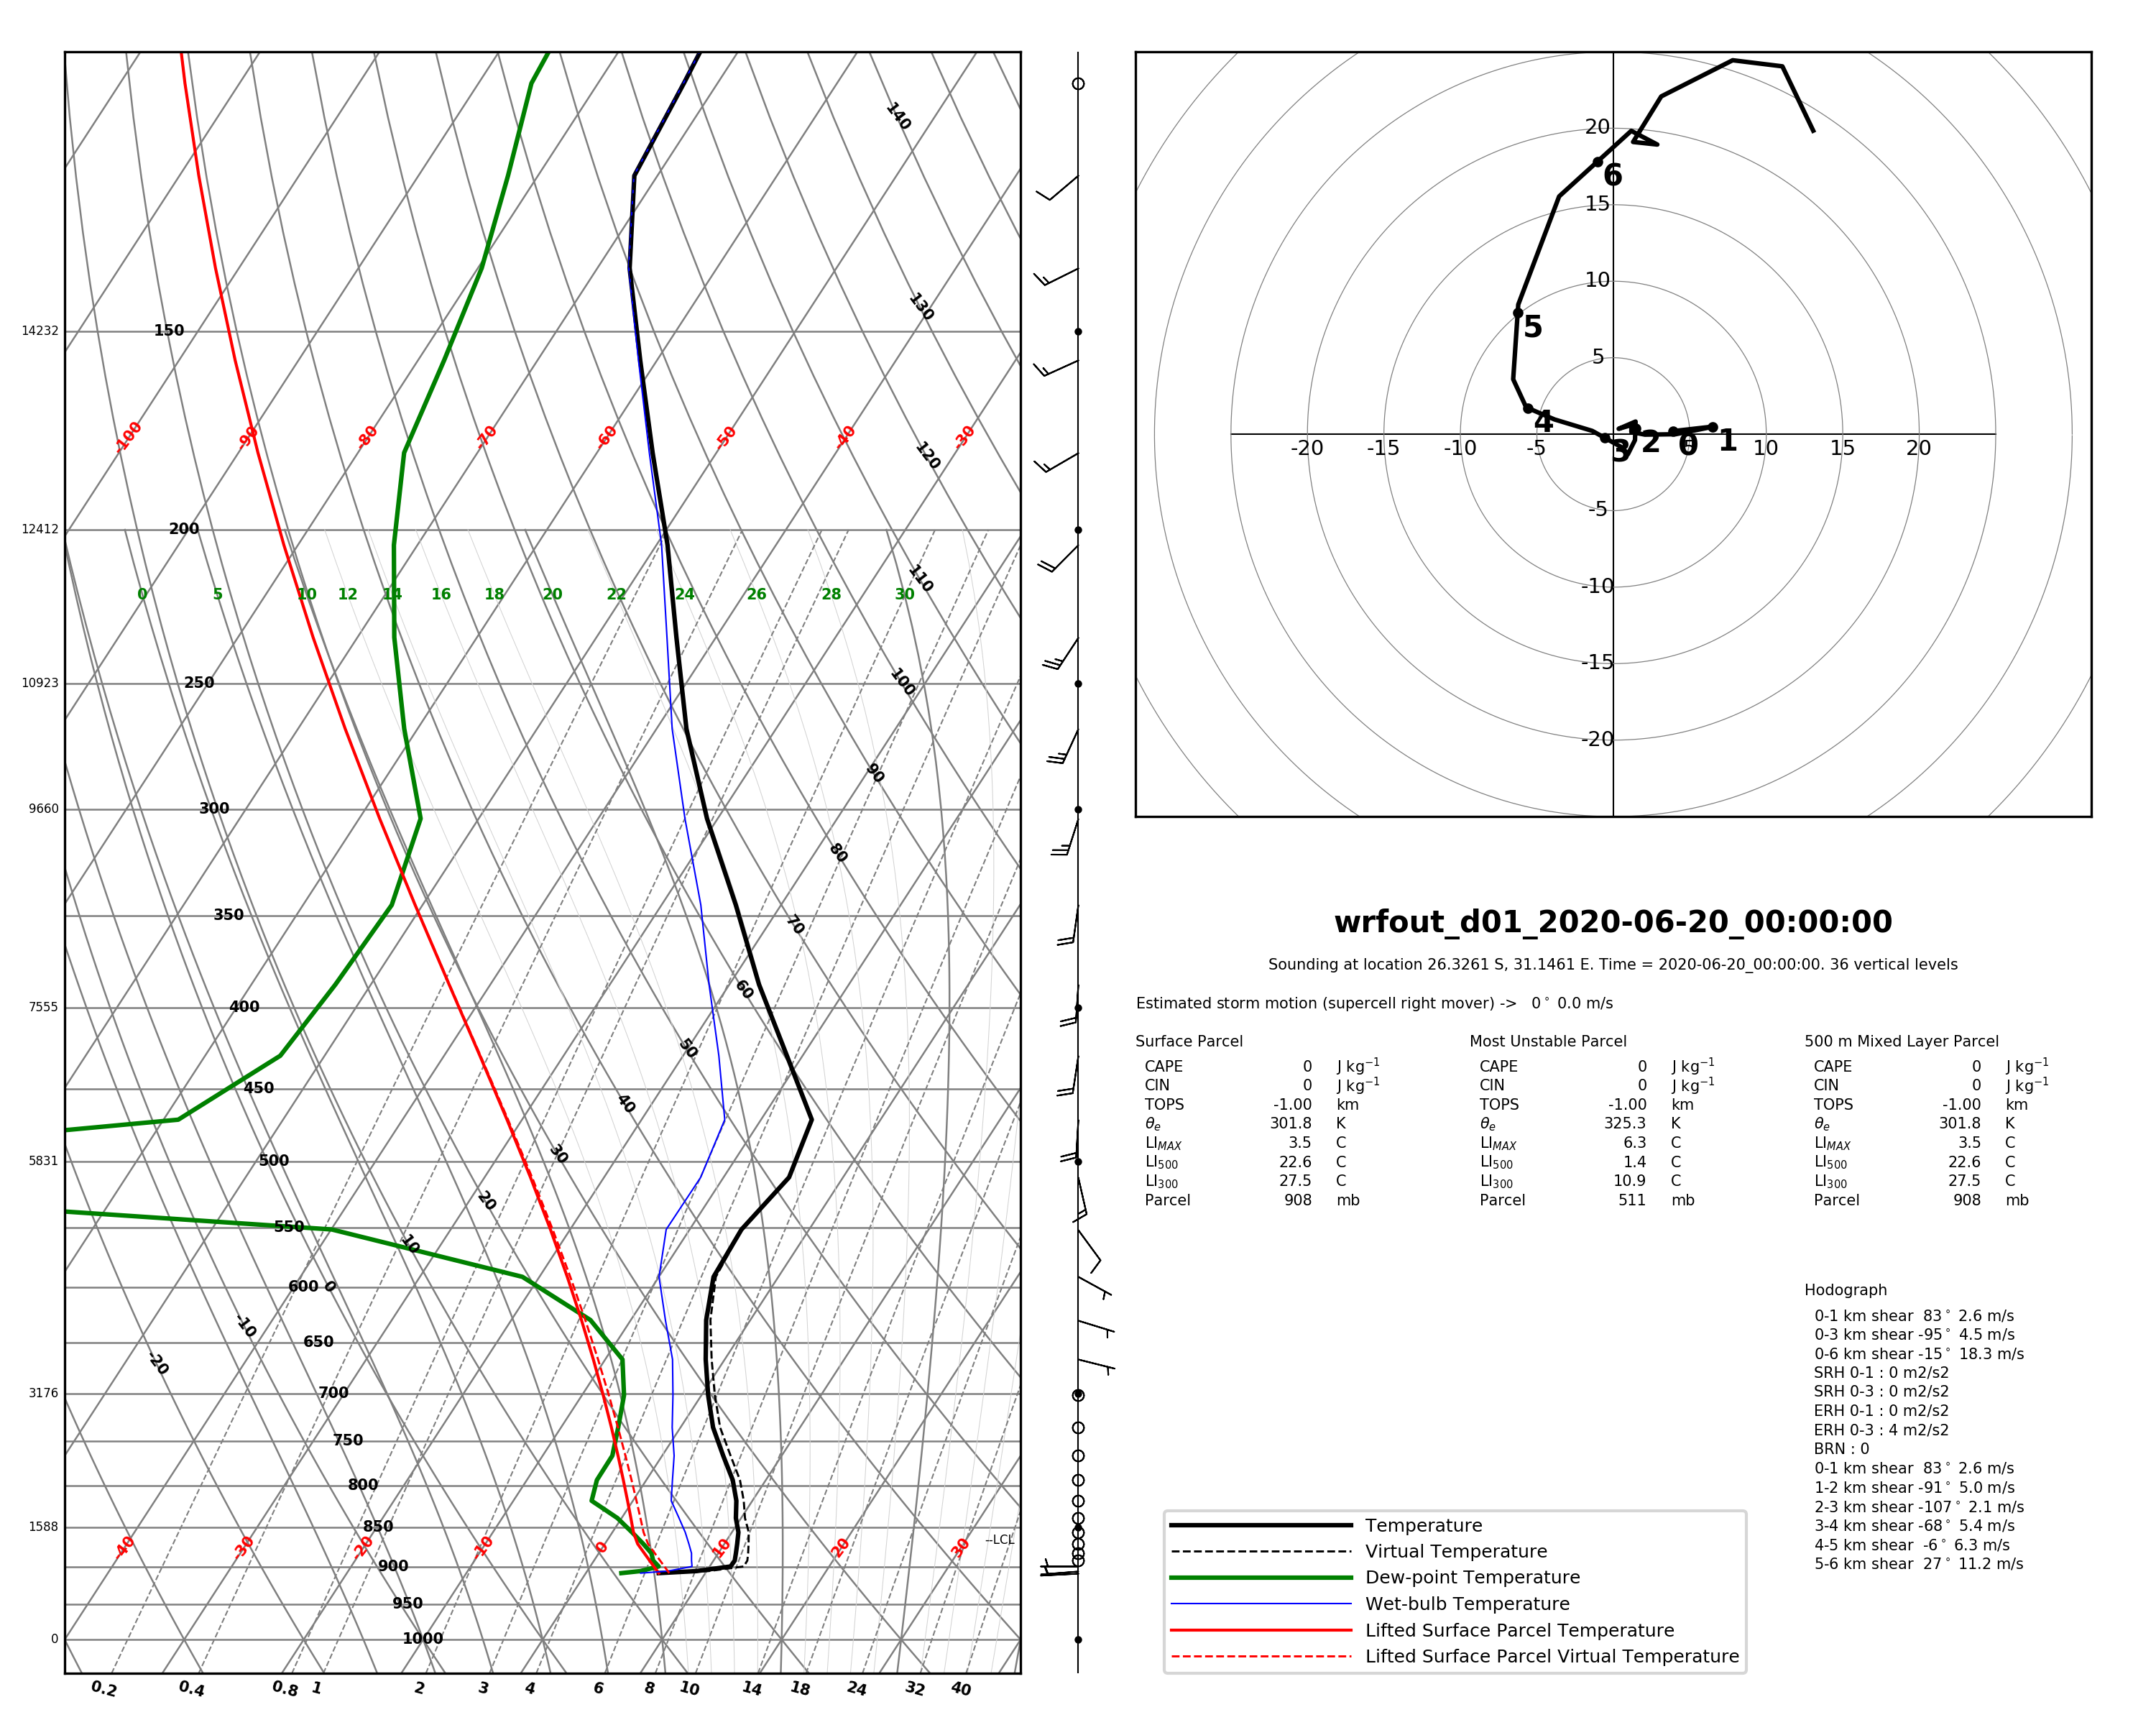 140
130
14232 150
-100 -90 -80 -70 -60 -50 -40 -30
120
12412 200
110
0 5 10 12 14 16 18 20 22 24 26 28 30
10923 250
100
90
9660 300
80
350
70
7555 400
60
50
450
40
5831 500
30
20
550
10
600 0
-10
650
-20
3176 700
750
800
1588 850
--LCL
-40 -30 -20 -10 0 10 20 30
900
950
0 1000
0.2 0.4 0.8 1 2 3 4 6 8 10 14 18 24 32 40
20
6
15
10
5
5
4 3 2 0 1
-20 -15 -10 -5 5 10 15 20
-5
-10
-15
-20
wrfout_d01_2020-06-20_00:00:00
Sounding at location 26.3261 S, 31.1461 E. Time = 2020-06-20_00:00:00. 36 vertical levels
Estimated storm motion (supercell right mover) -> 0° 0.0 m/s
Surface Parcel Most Unstable Parcel 500 m Mixed Layer Parcel
CAPE 0 J kg⁻¹ CAPE 0 J kg⁻¹ CAPE 0 J kg⁻¹
CIN 0 J kg⁻¹ CIN 0 J kg⁻¹ CIN 0 J kg⁻¹
TOPS -1.00 km TOPS -1.00 km TOPS -1.00 km
θe 301.8 K θe 325.3 K θe 301.8 K
LIMAX 3.5 C LIMAX 6.3 C LIMAX 3.5 C
LI500 22.6 C LI500 1.4 C LI500 22.6 C
LI300 27.5 C LI300 10.9 C LI300 27.5 C
Parcel 908 mb Parcel 511 mb Parcel 908 mb
Hodograph
0-1 km shear 83° 2.6 m/s
0-3 km shear -95° 4.5 m/s
0-6 km shear -15° 18.3 m/s
SRH 0-1 : 0 m2/s2
SRH 0-3 : 0 m2/s2
ERH 0-1 : 0 m2/s2
ERH 0-3 : 4 m2/s2
BRN : 0
0-1 km shear 83° 2.6 m/s
1-2 km shear -91° 5.0 m/s
2-3 km shear -107° 2.1 m/s
3-4 km shear -68° 5.4 m/s
4-5 km shear -6° 6.3 m/s
5-6 km shear 27° 11.2 m/s
Temperature
Virtual Temperature
Dew-point Temperature
Wet-bulb Temperature
Lifted Surface Parcel Temperature
Lifted Surface Parcel Virtual Temperature